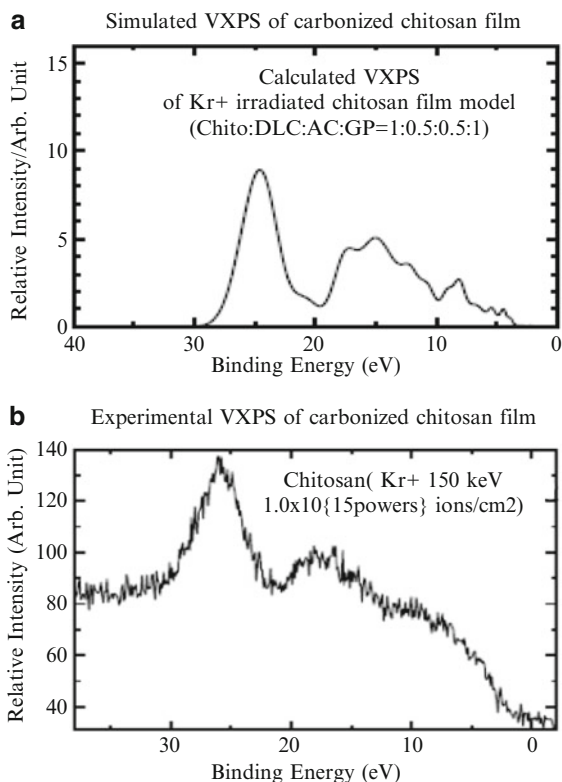 a Simulated VXPS of carbonized chitosan film
Calculated VXPS
of Kr+ irradiated chitosan film model
(Chito:DLC:AC:GP=1:0.5:0.5:1)
Relative Intensity/Arb. Unit
15
10
5
0
40 30 20 10 0
Binding Energy (eV)
b Experimental VXPS of carbonized chitosan film
Chitosan( Kr+ 150 keV
1.0x10{15powers} ions/cm2)
Relative Intensity (Arb. Unit)
140
120
100
80
60
40
30 20 10 0
Binding Energy (eV)